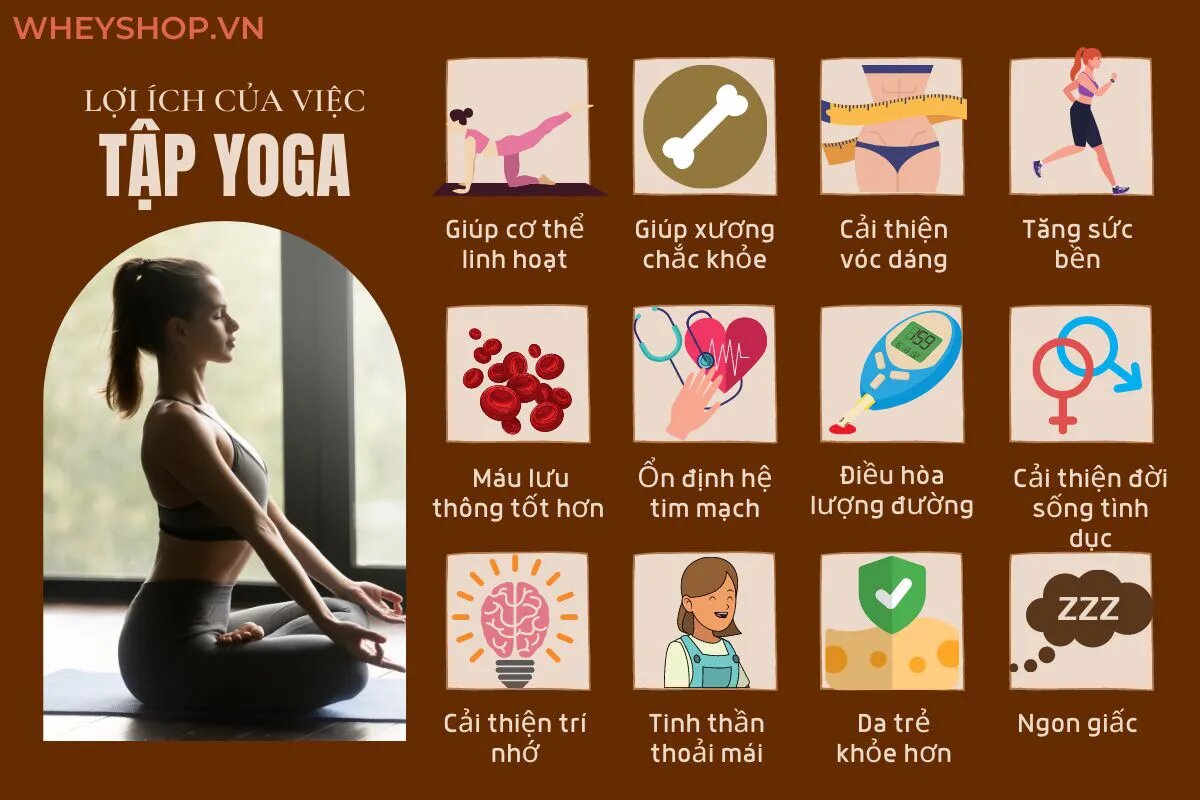 WHEYSHOP.VN
LỢI ÍCH CỦA VIỆC
TẬP YOGA
Giúp cơ thể
linh hoạt
Giúp xương
chắc khỏe
Cải thiện
vóc dáng
Tăng sức
bền
159
Máu lưu
thông tốt hơn
Ổn định hệ
tim mạch
Điều hòa
lượng đường
Cải thiện đời
sống tình
dục
ZZZ
Cải thiện trí
nhớ
Tinh thần
thoải mái
Da trẻ
khỏe hơn
Ngon giấc